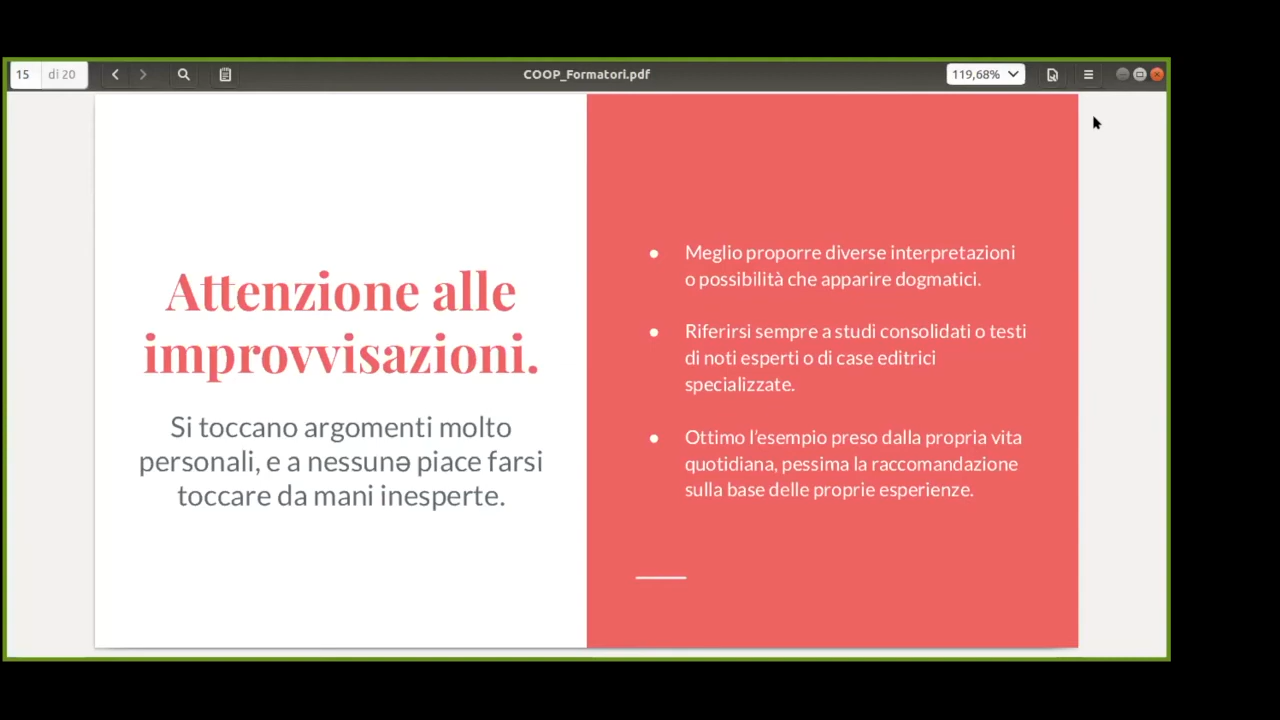 15 di 20
COOP_Formatori.pdf
119,68%
Attenzione alle
improvvisazioni.
Si toccano argomenti molto
personali, e a nessunə piace farsi
toccare da mani inesperte.
● Meglio proporre diverse interpretazioni
o possibilità che apparire dogmatici.
● Riferirsi sempre a studi consolidati o testi
di noti esperti o di case editrici
specializzate.
● Ottimo l'esempio preso dalla propria vita
quotidiana, pessima la raccomandazione
sulla base delle proprie esperienze.